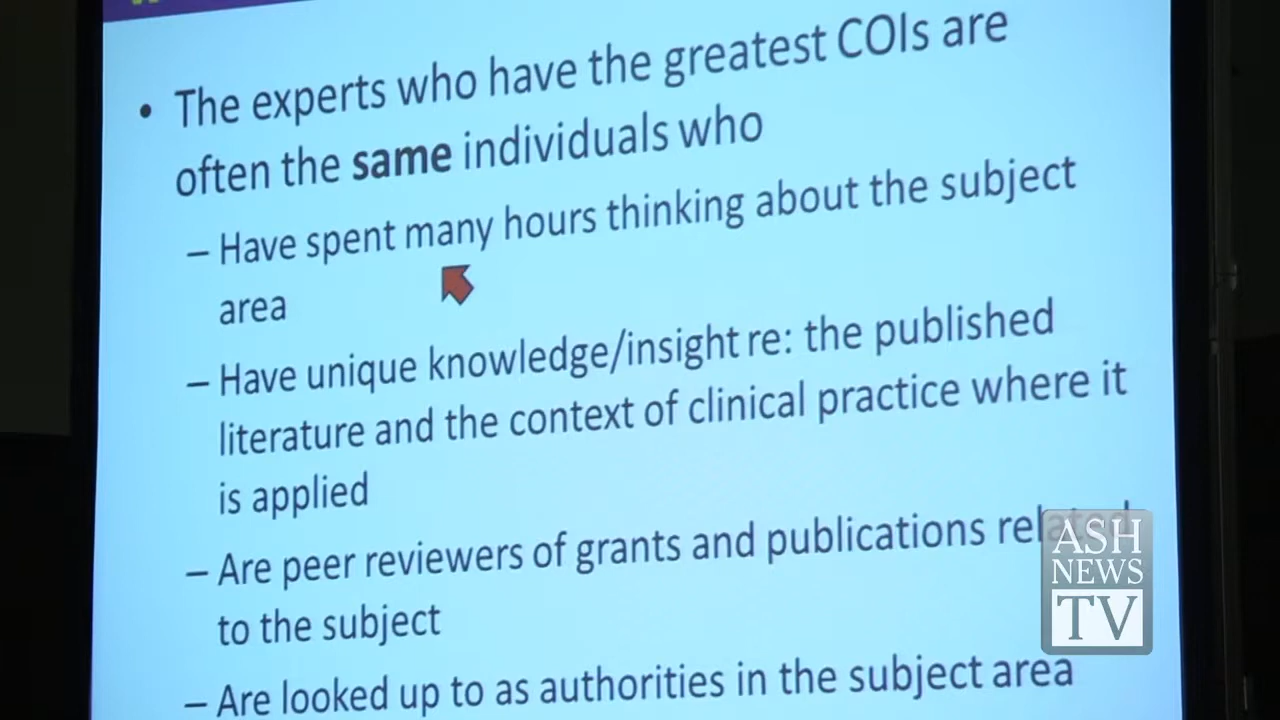 • The experts who have the greatest COIs are
often the same individuals who
– Have spent many hours thinking about the subject
area
– Have unique knowledge/insight re: the published
literature and the context of clinical practice where it
is applied
– Are peer reviewers of grants and publications related
to the subject
– Are looked up to as authorities in the subject area
ASH
NEWS
TV